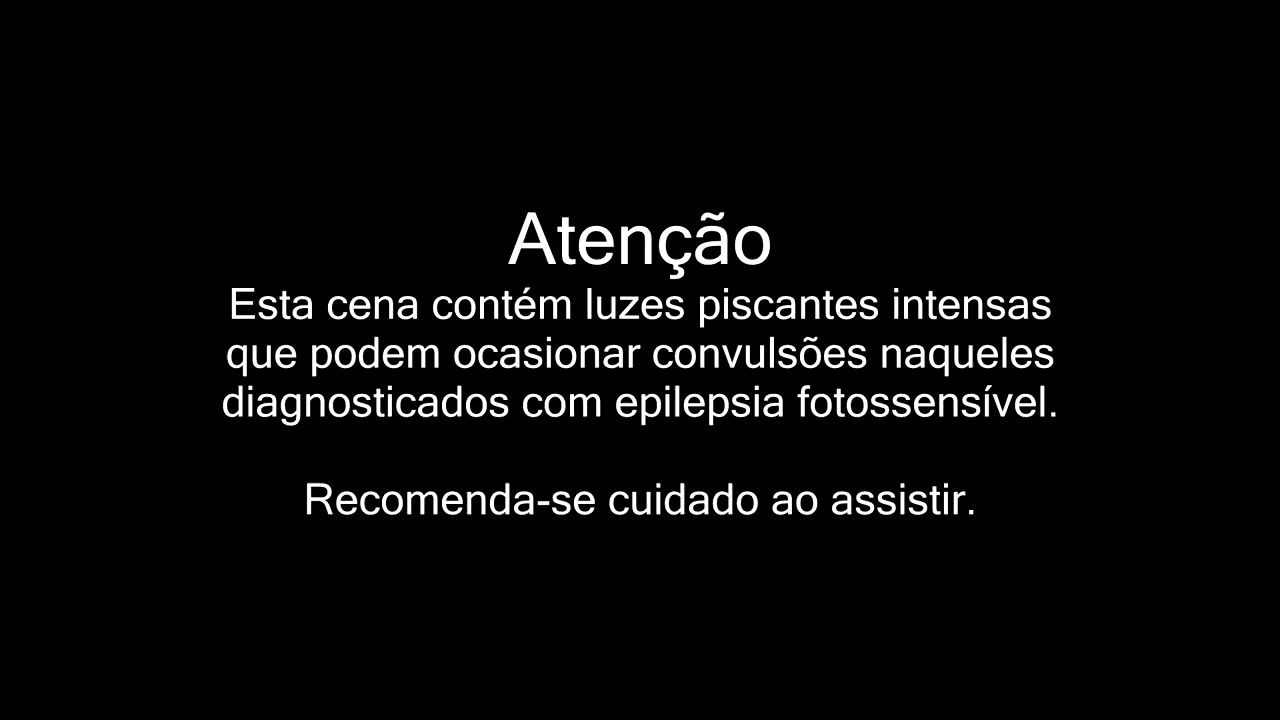 Atenção
Esta cena contém luzes piscantes intensas
que podem ocasionar convulsões naqueles
diagnosticados com epilepsia fotossensível.
Recomenda-se cuidado ao assistir.